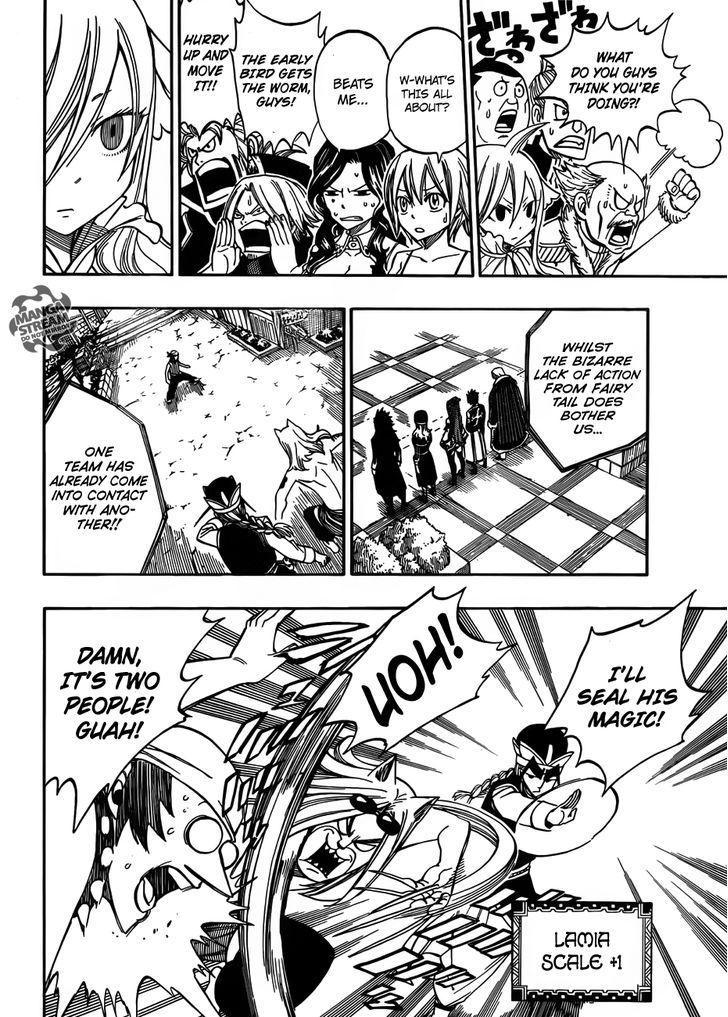 WHAT
DO YOU GUYS
THINK YOU'RE
DOING?!
ざわ
ざわ
W-WHAT'S
THIS ALL
ABOUT?
BEATS
ME...
THE EARLY
BIRD GETS
THE WORM,
GUYS!
HURRY
UP AND
MOVE
IT!!
WHILST
THE BIZARRE
LACK OF ACTION
FROM FAIRY
TAIL DOES
BOTHER
US...
MANGA
STREAM
DO NOT MIRROR
ONE
TEAM HAS
ALREADY COME
INTO CONTACT
WITH ANO-
THER!!
I'LL
SEAL HIS
MAGIC!
UOH!
DAMN,
IT'S TWO
PEOPLE!
GUAH!
LAMIA
SCALE +1